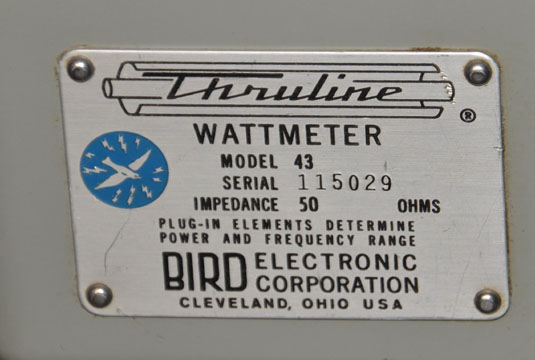 Thruline ®
WATTMETER
MODEL 43
SERIAL 115029
IMPEDANCE 50 OHMS
PLUG-IN ELEMENTS DETERMINE
POWER AND FREQUENCY RANGE
BIRD ELECTRONIC
CORPORATION
CLEVELAND, OHIO USA